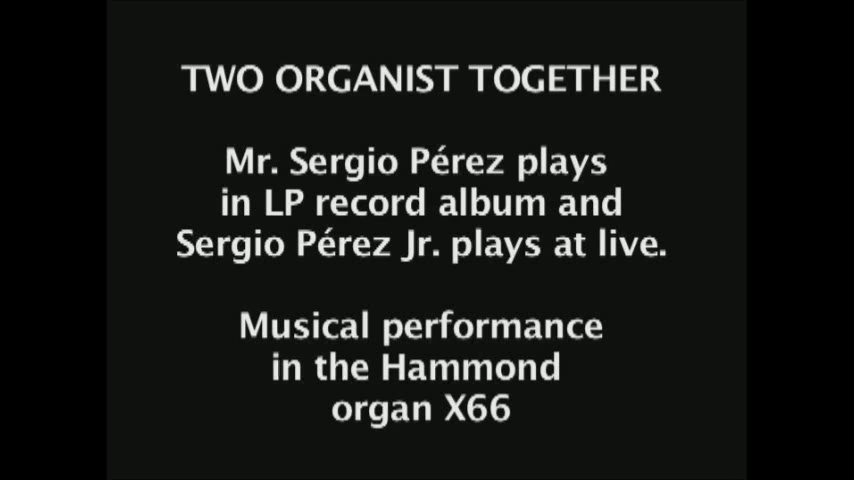 TWO ORGANIST TOGETHER
Mr. Sergio Pérez plays
in LP record album and
Sergio Pérez Jr. plays at live.
Musical performance
in the Hammond
organ X66